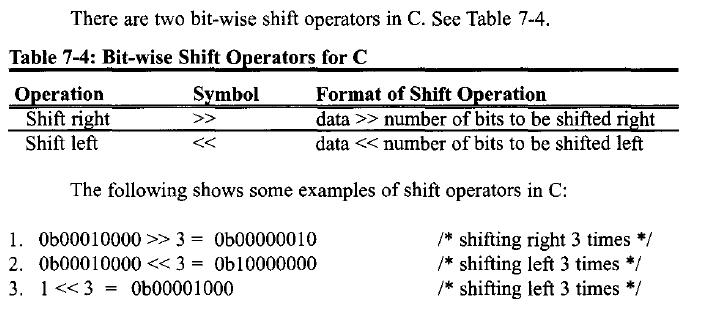 There are two bit-wise shift operators in C. See Table 7-4.
Table 7-4: Bit-wise Shift Operators for C
Operation Symbol Format of Shift Operation
Shift right >> data >> number of bits to be shifted right
Shift left << data << number of bits to be shifted left
The following shows some examples of shift operators in C:
1. 0b00010000 >> 3 = 0b00000010 /* shifting right 3 times */
2. 0b00010000 << 3 = 0b10000000 /* shifting left 3 times */
3. 1 << 3 = 0b00001000 /* shifting left 3 times */